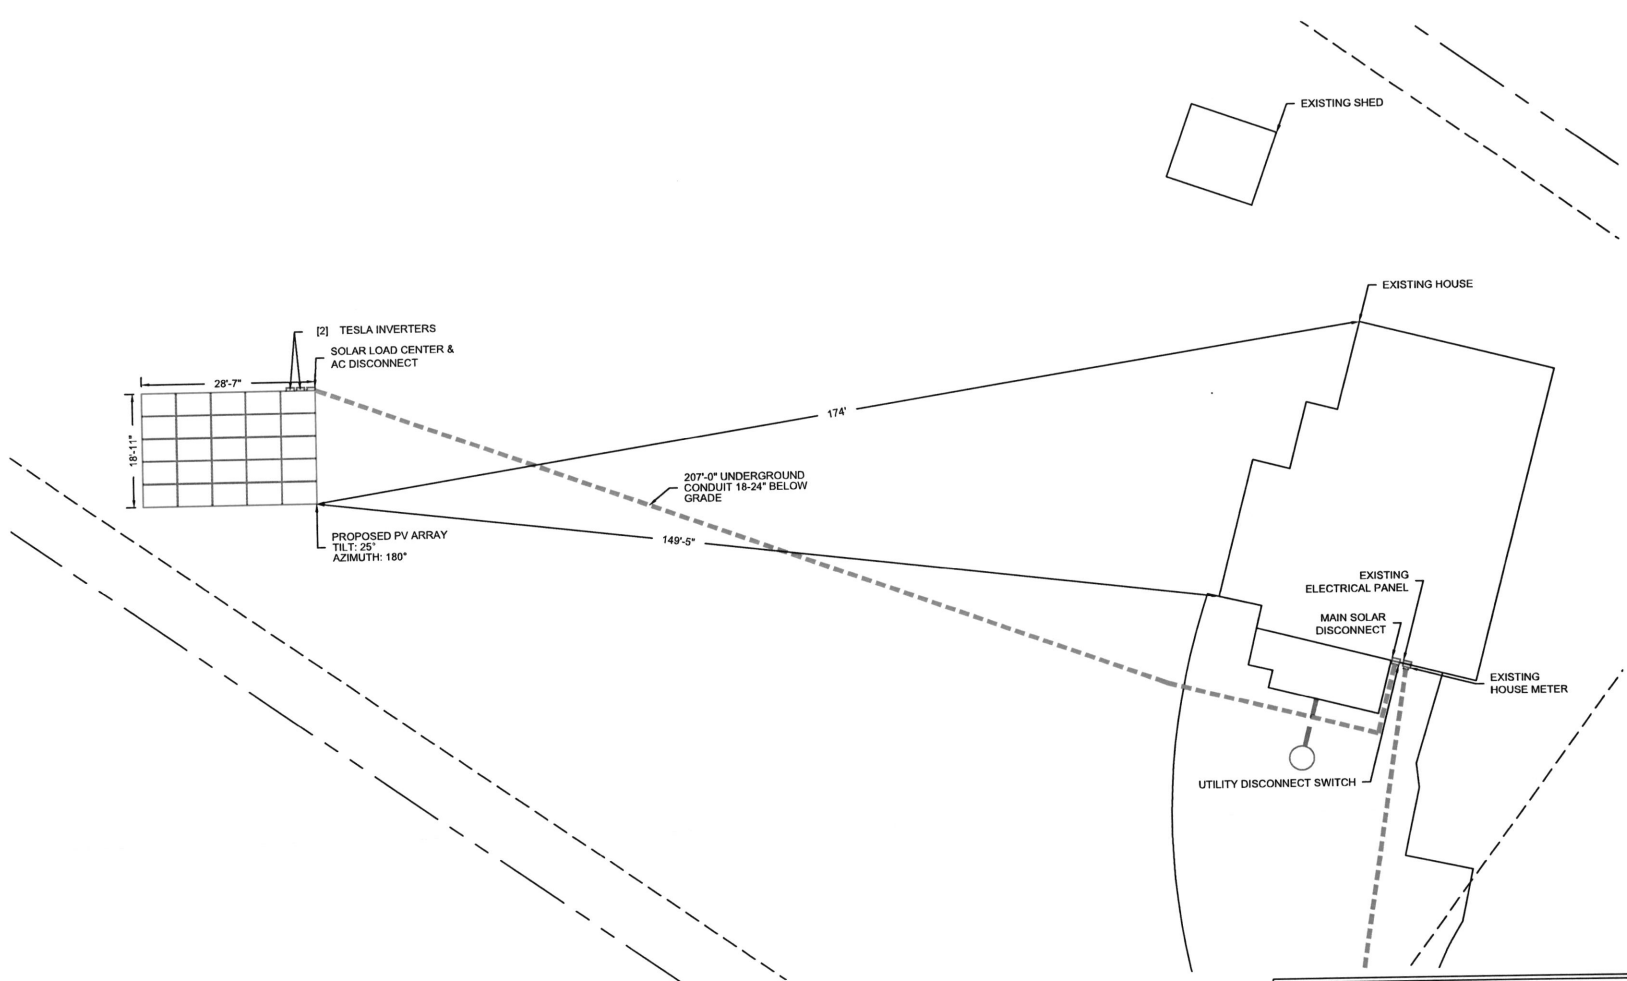 EXISTING SHED
EXISTING HOUSE
[2] TESLA INVERTERS
SOLAR LOAD CENTER &
AC DISCONNECT
28'-7"
18'-11"
174'
207'-0" UNDERGROUND
CONDUIT 18-24" BELOW
GRADE
PROPOSED PV ARRAY
TILT: 25°
AZIMUTH: 180°
149'-5"
EXISTING
ELECTRICAL PANEL
MAIN SOLAR
DISCONNECT
EXISTING
HOUSE METER
UTILITY DISCONNECT SWITCH